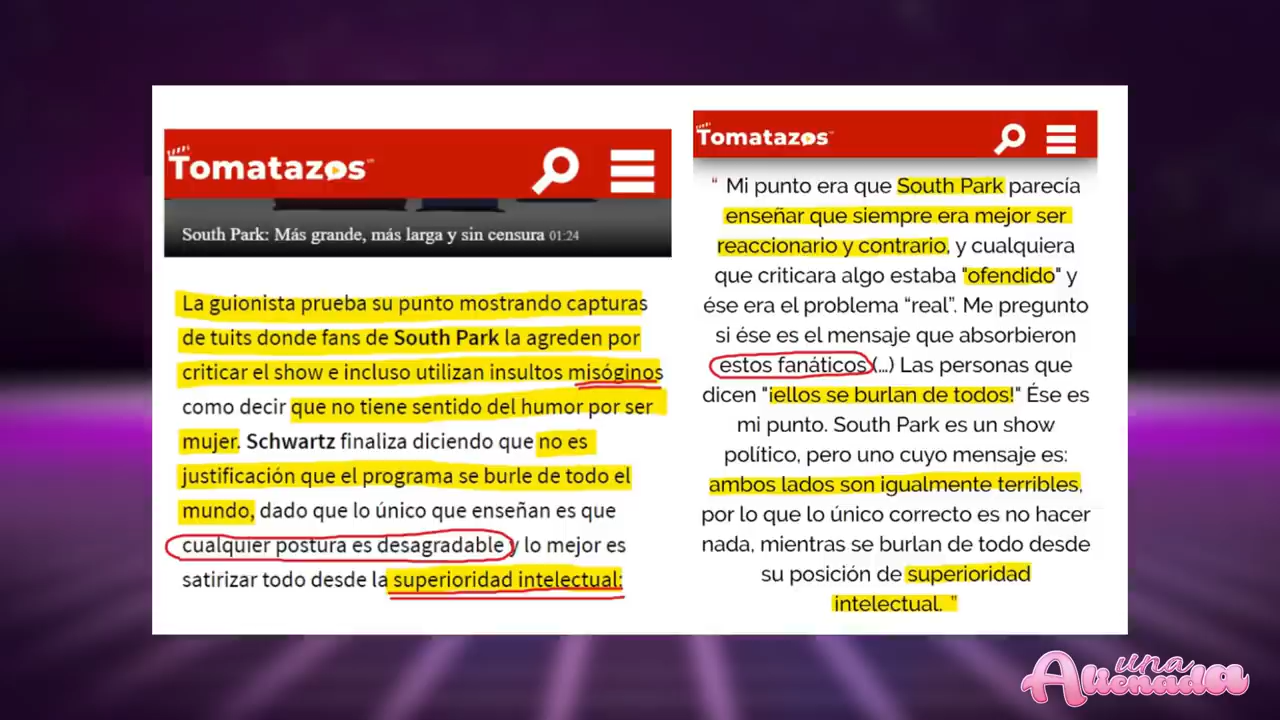 Tomatazos
South Park: Más grande, más larga y sin censura 01:24
La guionista prueba su punto mostrando capturas
de tuits donde fans de South Park la agreden por
criticar el show e incluso utilizan insultos misóginos
como decir que no tiene sentido del humor por ser
mujer. Schwartz finaliza diciendo que no es
justificación que el programa se burle de todo el
mundo, dado que lo único que enseñan es que
cualquier postura es desagradable y lo mejor es
satirizar todo desde la superioridad intelectual:
Tomatazos
“ Mi punto era que South Park parecía
enseñar que siempre era mejor ser
reaccionario y contrario, y cualquiera
que criticara algo estaba "ofendido" y
ése era el problema “real”. Me pregunto
si ése es el mensaje que absorbieron
estos fanáticos (...) Las personas que
dicen "¡ellos se burlan de todos!" Ése es
mi punto. South Park es un show
político, pero uno cuyo mensaje es:
ambos lados son igualmente terribles,
por lo que lo único correcto es no hacer
nada, mientras se burlan de todo desde
su posición de superioridad
intelectual. ”
una
Alienada